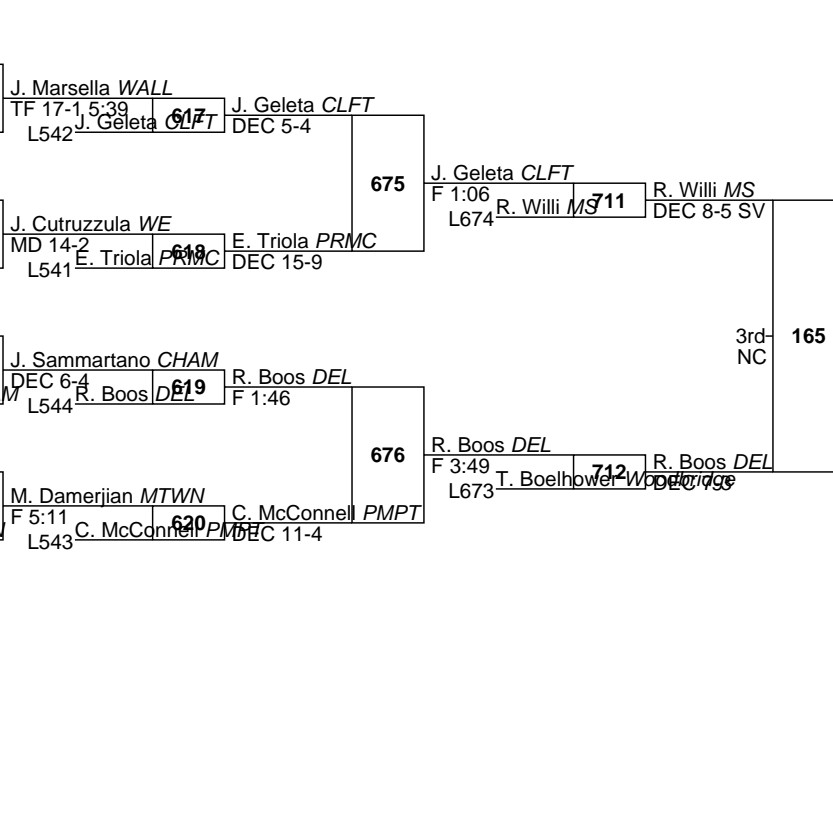 J. Marsella WALL
TF 17-1 5:39
617
J. Geleta CLFT
L542
J. Geleta CLFT
DEC 5-4
675
J. Geleta CLFT
F 1:06
711
R. Willi MS
L674
R. Willi MS
DEC 8-5 SV
J. Cutruzzula WE
MD 14-2
618
E. Triola PRMC
L541
E. Triola PRMC
DEC 15-9
3rd
NC
165
J. Sammartano CHAM
DEC 6-4
619
M
L544
R. Boos DEL
R. Boos DEL
F 1:46
676
R. Boos DEL
F 3:49
712
L673
T. Boelhower Woodbridge
R. Boos DEL
M. Damerjian MTWN
F 5:11
620
L543
C. McConnell PMPT
C. McConnell PMPT
DEC 11-4